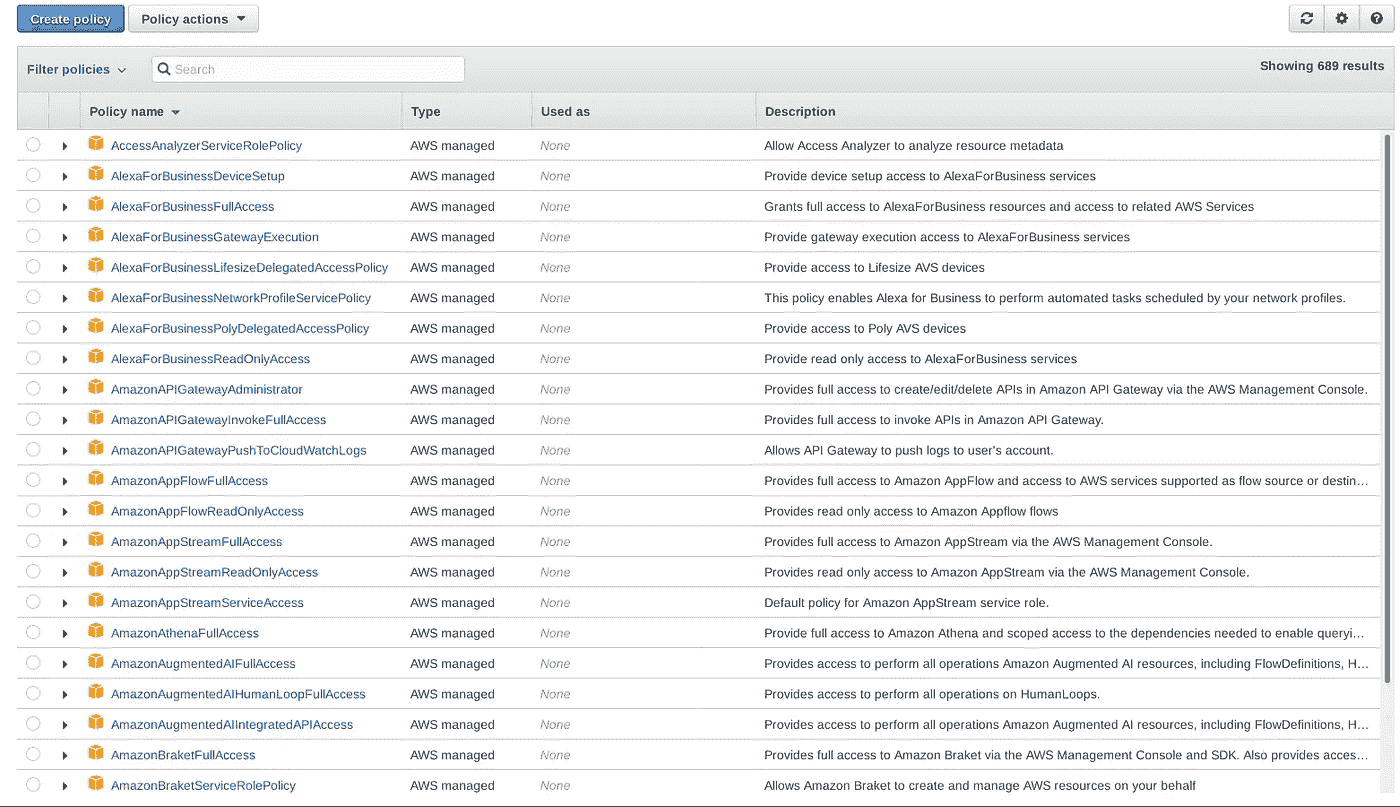 Create policy Policy actions
Filter policies Search Showing 689 results
Policy name Type Used as Description
AccessAnalyzerServiceRolePolicy AWS managed None Allow Access Analyzer to analyze resource metadata
AlexaForBusinessDeviceSetup AWS managed None Provide device setup access to AlexaForBusiness services
AlexaForBusinessFullAccess AWS managed None Grants full access to AlexaForBusiness resources and access to related AWS Services
AlexaForBusinessGatewayExecution AWS managed None Provide gateway execution access to AlexaForBusiness services
AlexaForBusinessLifesizeDelegatedAccessPolicy AWS managed None Provide access to Lifesize AVS devices
AlexaForBusinessNetworkProfileServicePolicy AWS managed None This policy enables Alexa for Business to perform automated tasks scheduled by your network profiles.
AlexaForBusinessPolyDelegatedAccessPolicy AWS managed None Provide access to Poly AVS devices
AlexaForBusinessReadOnlyAccess AWS managed None Provide read only access to AlexaForBusiness services
AmazonAPIGatewayAdministrator AWS managed None Provides full access to create/edit/delete APIs in Amazon API Gateway via the AWS Management Console.
AmazonAPIGatewayInvokeFullAccess AWS managed None Provides full access to invoke APIs in Amazon API Gateway.
AmazonAPIGatewayPushToCloudWatchLogs AWS managed None Allows API Gateway to push logs to user's account.
AmazonAppFlowFullAccess AWS managed None Provides full access to Amazon AppFlow and access to AWS services supported as flow source or destin...
AmazonAppFlowReadOnlyAccess AWS managed None Provides read only access to Amazon Appflow flows
AmazonAppStreamFullAccess AWS managed None Provides full access to Amazon AppStream via the AWS Management Console.
AmazonAppStreamReadOnlyAccess AWS managed None Provides read only access to Amazon AppStream via the AWS Management Console.
AmazonAppStreamServiceAccess AWS managed None Default policy for Amazon AppStream service role.
AmazonAthenaFullAccess AWS managed None Provide full access to Amazon Athena and scoped access to the dependencies needed to enable queryi...
AmazonAugmentedAIFullAccess AWS managed None Provides access to perform all operations Amazon Augmented AI resources, including FlowDefinitions, H...
AmazonAugmentedAIHumanLoopFullAccess AWS managed None Provides access to perform all operations on HumanLoops.
AmazonAugmentedAIIntegratedAPIAccess AWS managed None Provides access to perform all operations Amazon Augmented AI resources, including FlowDefinitions, H...
AmazonBraketFullAccess AWS managed None Provides full access to Amazon Braket via the AWS Management Console and SDK. Also provides acces...
AmazonBraketServiceRolePolicy AWS managed None Allows Amazon Braket to create and manage AWS resources on your behalf